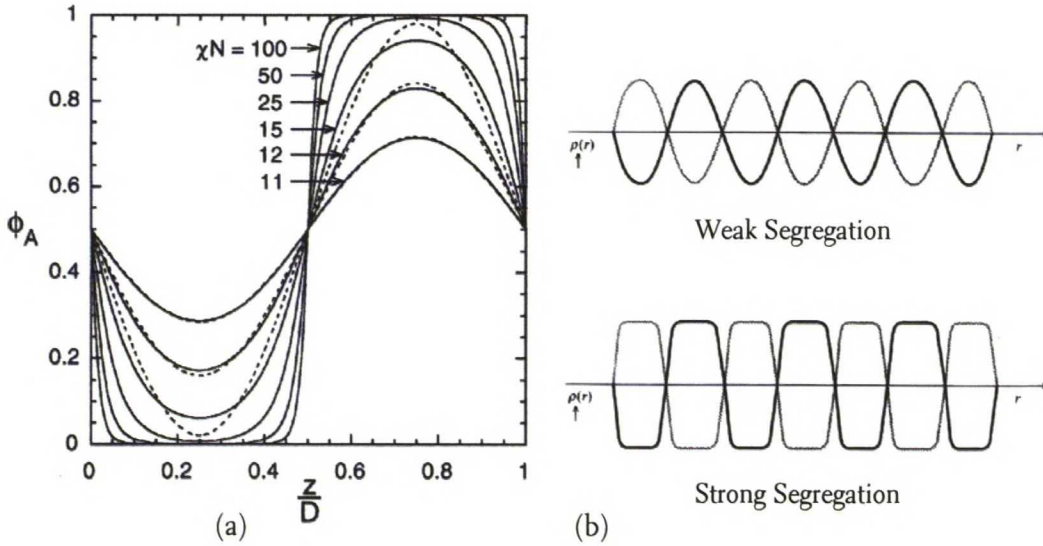 1
0.8
0.6
ϕA
0.4
0.2
0
χN = 100
50
25
15
12
11
0 0.2 0.4 0.6 0.8 1
z
D
(a)
ρ(r)
r
Weak Segregation
ρ(r)
r
Strong Segregation
(b)